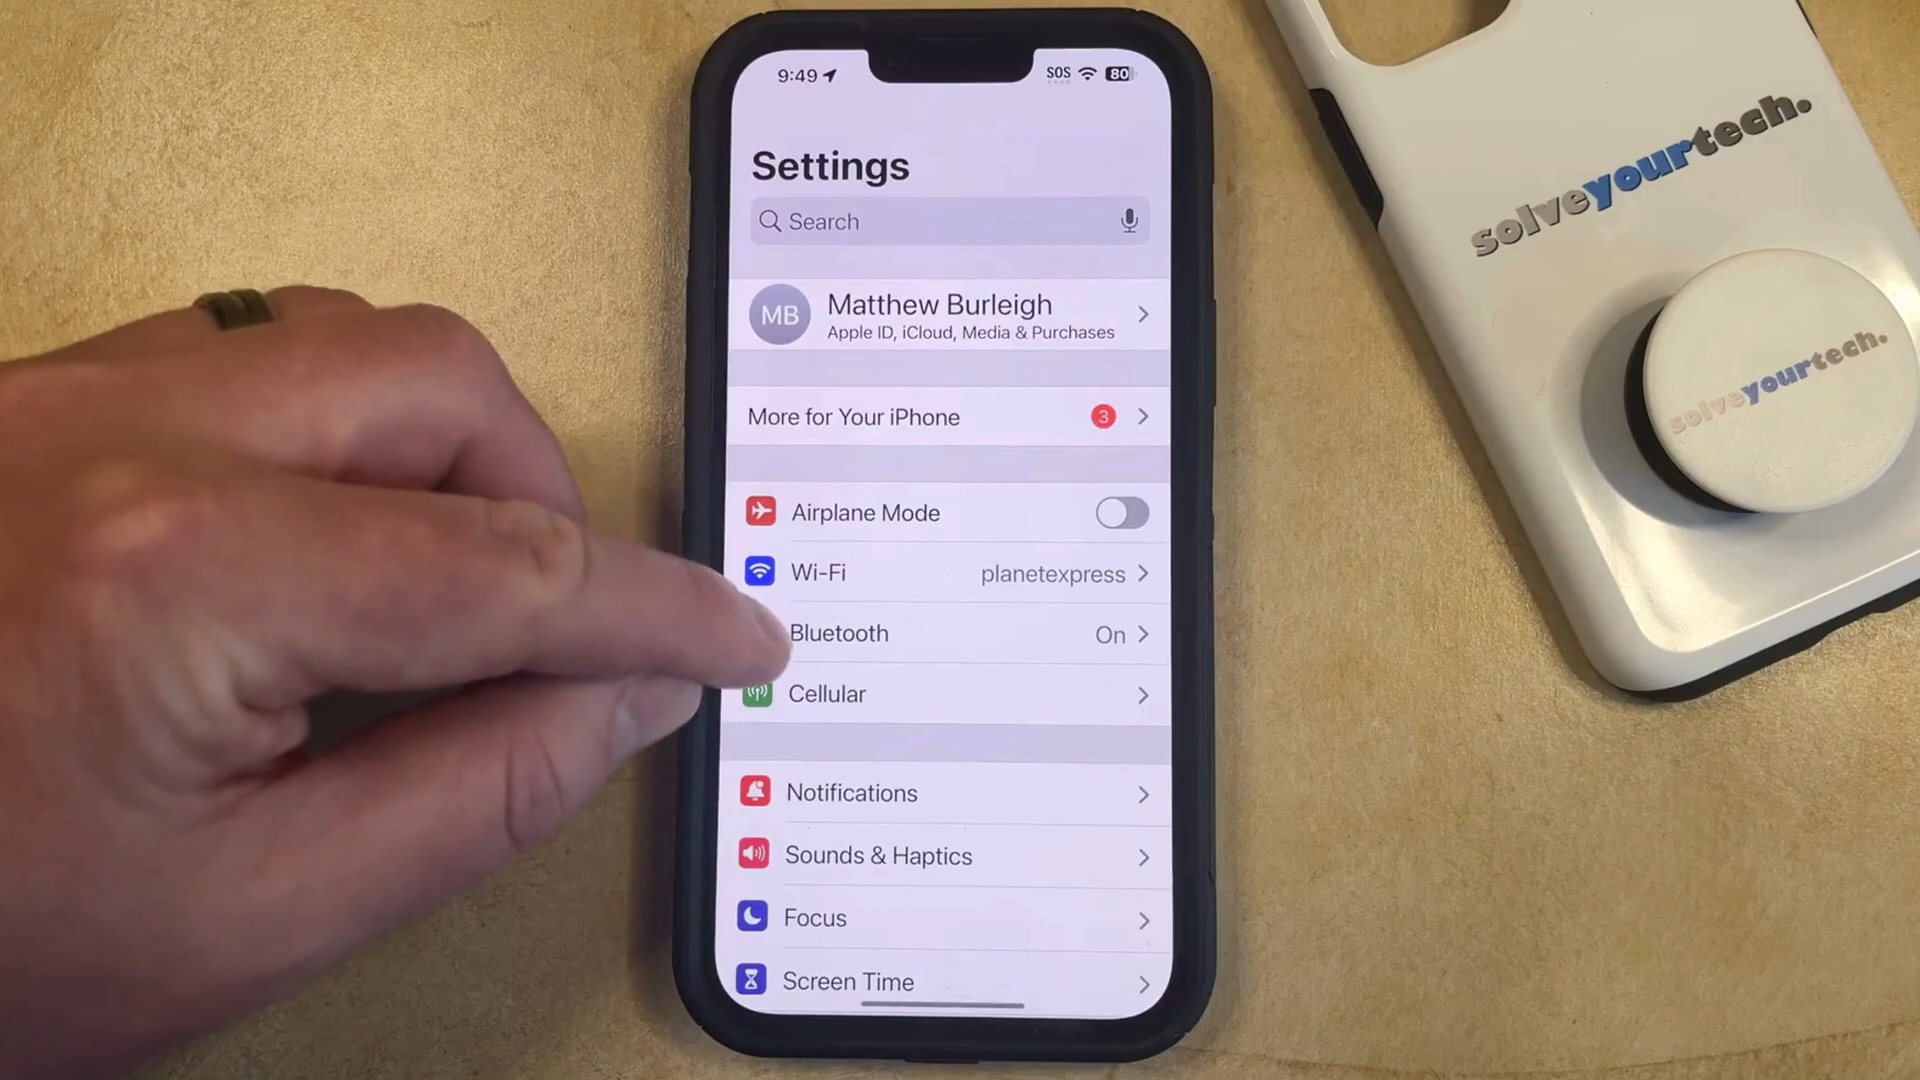 9:49
SOS
80
Settings
Search
MB
Matthew Burleigh
Apple ID, iCloud, Media & Purchases
More for Your iPhone
3
Airplane Mode
Wi-Fi
planetexpress
Bluetooth
On
Cellular
Notifications
Sounds & Haptics
Focus
Screen Time
solveyourtech.
solveyourtech.